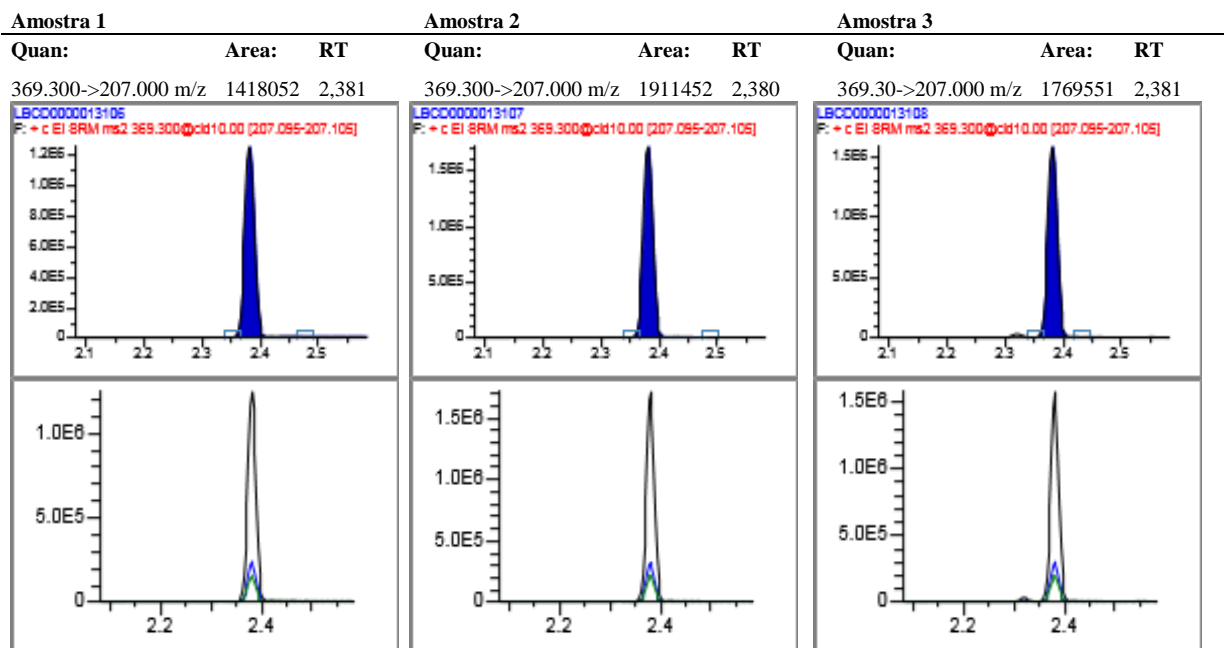 Amostra 1 Amostra 2 Amostra 3
Quan: Area: RT Quan: Area: RT Quan: Area: RT
369.300->207.000 m/z 1418052 2,381 369.300->207.000 m/z 1911452 2,380 369.30->207.000 m/z 1769551 2,381
LBCD0000013106 LBCD0000013107 LBCD0000013108
F: + c EI SRM ms2 369.300@cid10.00 [207.095-207.105] F: + c EI SRM ms2 369.300@cid10.00 [207.095-207.105] F: + c EI SRM ms2 369.300@cid10.00 [207.095-207.105]
1.2E6
1.0E6
8.0E5
6.0E5
4.0E5
2.0E5
0
2.1 2.2 2.3 2.4 2.5
1.5E6
1.0E6
5.0E5
0
2.1 2.2 2.3 2.4 2.5
1.5E6
1.0E6
5.0E5
0
2.1 2.2 2.3 2.4 2.5
1.0E6
5.0E5
0
2.2 2.4
1.5E6
1.0E6
5.0E5
0
2.2 2.4
1.5E6
1.0E6
5.0E5
0
2.2 2.4